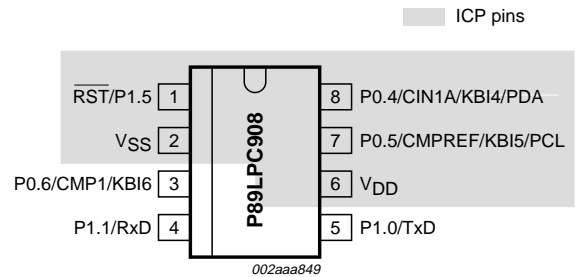 ICP pins
RST/P1.5 1
VSS 2
P0.6/CMP1/KBI6 3
P1.1/RxD 4
P89LPC908
8 P0.4/CIN1A/KBI4/PDA
7 P0.5/CMPREF/KBI5/PCL
6 VDD
5 P1.0/TxD
002aaa849